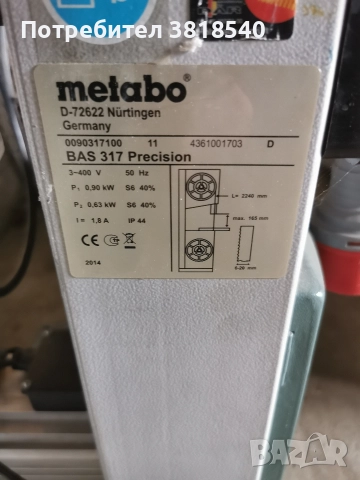 Потребител 3818540
metabo®
D-72622 Nürtingen
Germany
0090317100 11 4361001703 D
BAS 317 Precision
3~400 V 50 Hz
P₁ 0,90 kW S6 40%
P₂ 0,63 kW S6 40%
I = 1,8 A IP 44
L= 2240 mm
max. 165 mm
6-20 mm
CE
2014
BAZAR